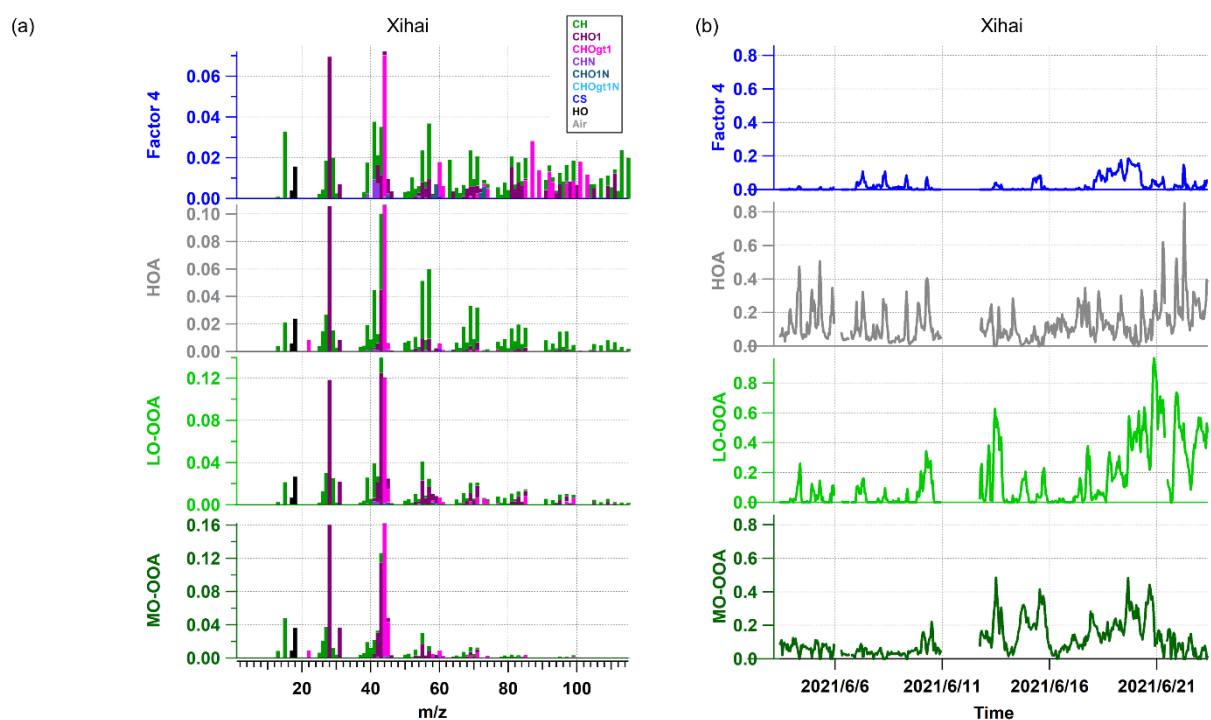 (a)
Xihai
CH
CHO1
CHOgt1
CHN
CHO1N
CHOgt1N
CS
HO
Air
Factor 4
0.06
0.04
0.02
0.00
HOA
0.10
0.08
0.06
0.04
0.02
0.00
LO-OOA
0.12
0.08
0.04
0.00
MO-OOA
0.16
0.12
0.08
0.04
0.00
20 40 60 80 100
m/z
(b)
Xihai
Factor 4
0.8
0.6
0.4
0.2
0.0
HOA
0.8
0.6
0.4
0.2
0.0
LO-OOA
0.8
0.6
0.4
0.2
0.0
MO-OOA
0.8
0.6
0.4
0.2
0.0
2021/6/6 2021/6/11 2021/6/16 2021/6/21
Time